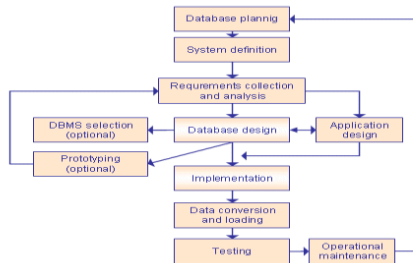 Database plannig
System definition
Requrements collection
and analysis
DBMS selection
(optional)
Database design
Application
design
Prototyping
(optional)
Implementation
Data conversion
and loading
Testing
Operational
maintenance